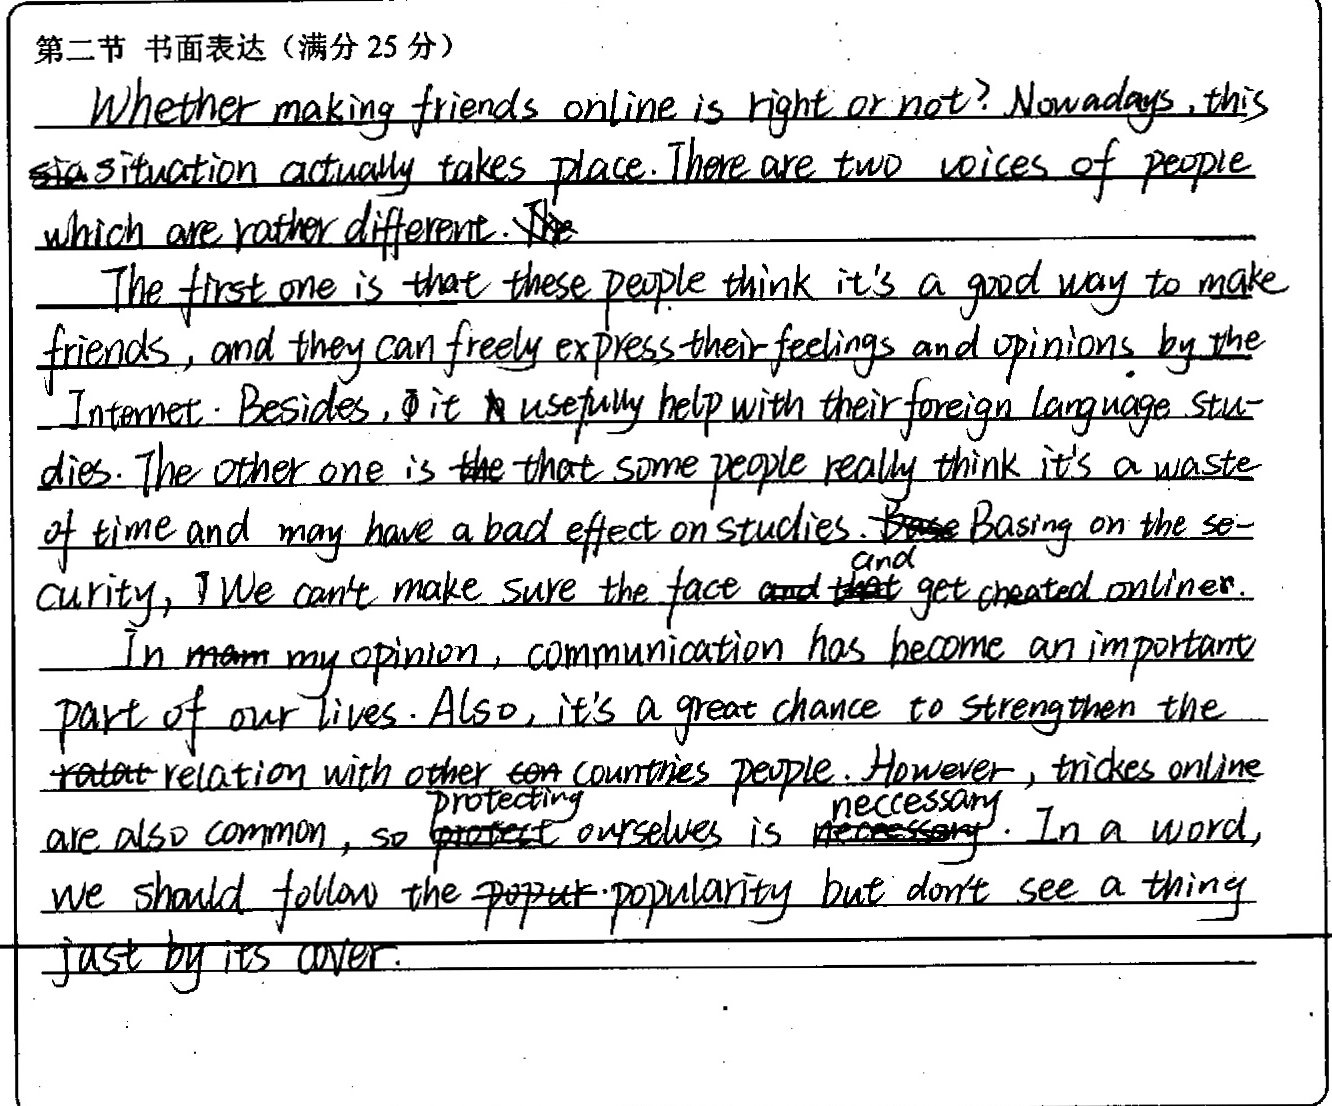 第二节 书面表达（满分 25 分）
Whether making friends online is right or not? Nowadays, this
situation actually takes place. There are two voices of people
which are rather different.
The first one is that these people think it's a good way to make
friends, and they can freely express their feelings and opinions by the
Internet. Besides, it usefully help with their foreign language stu-
dies. The other one is that some people really think it's a waste
of time and may have a bad effect on studies. Basing on the se-
curity, We can't make sure the face and get cheated onliner.
In my opinion, communication has become an important
part of our lives. Also, it's a great chance to strengthen the
relation with other countries people. However, trickes online
are also common, so protecting ourselves is neccessary. In a word,
we should follow the popularity but don't see a thing
just by its cover.